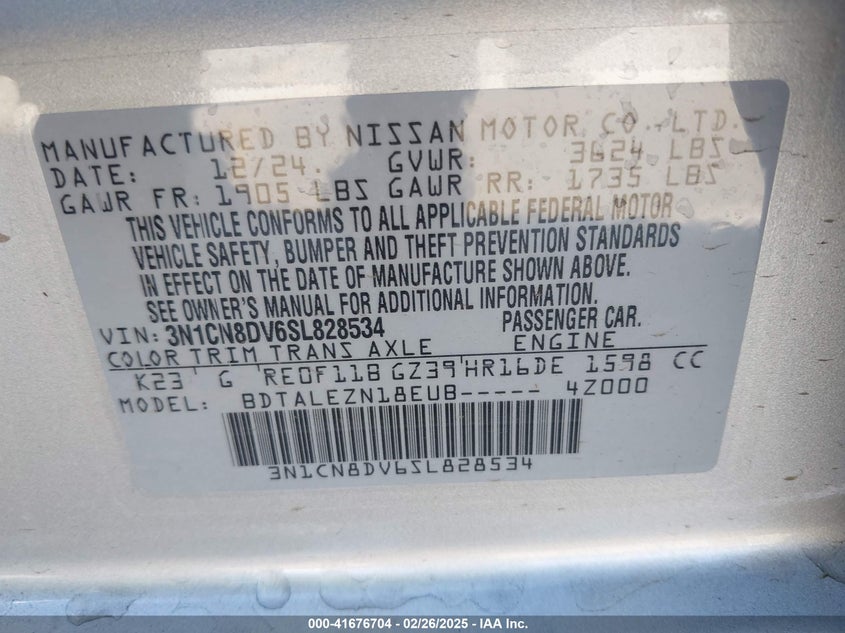 MANUFACTURED BY NISSAN MOTOR CO.,LTD.
DATE: 12/24. GVWR: 3624 LBS
GAWR FR: 1905 LBS GAWR RR: 1735 LBS
THIS VEHICLE CONFORMS TO ALL APPLICABLE FEDERAL MOTOR
VEHICLE SAFETY, BUMPER AND THEFT PREVENTION STANDARDS
IN EFFECT ON THE DATE OF MANUFACTURE SHOWN ABOVE.
SEE OWNER'S MANUAL FOR ADDITIONAL INFORMATION.
VIN: 3N1CN8DV6SL828534 PASSENGER CAR.
COLOR TRIM TRANS AXLE ENGINE
K23 G RE0F11B GZ39 HR16DE 1598 CC
MODEL: BDTALEZN18EUB----- 4Z000
3N1CN8DV6SL828534
000-41676704 - 02/26/2025 - IAA Inc.